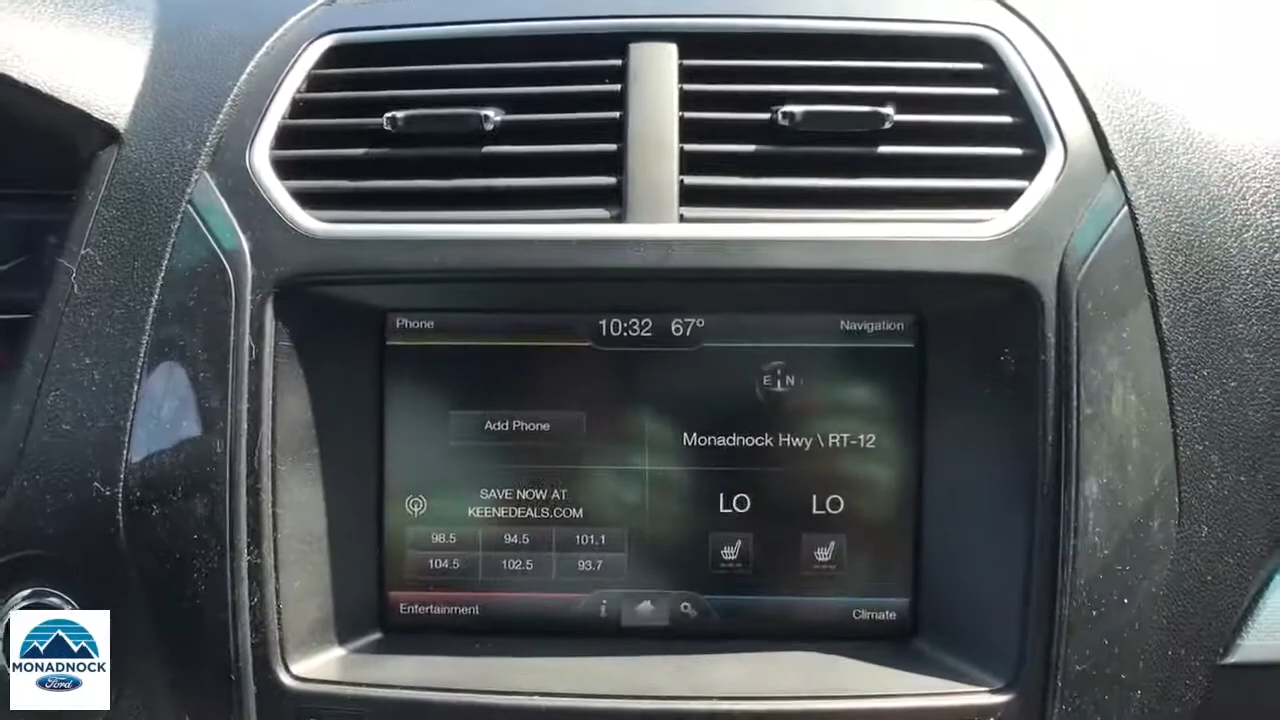 Phone
10:32 67º
Navigation
E N
Add Phone
Monadnock Hwy \ RT-12
SAVE NOW AT
KEENEDEALS.COM
LO LO
98.5 94.5 101.1
104.5 102.5 93.7
Entertainment
i
Climate
MONADNOCK
Ford